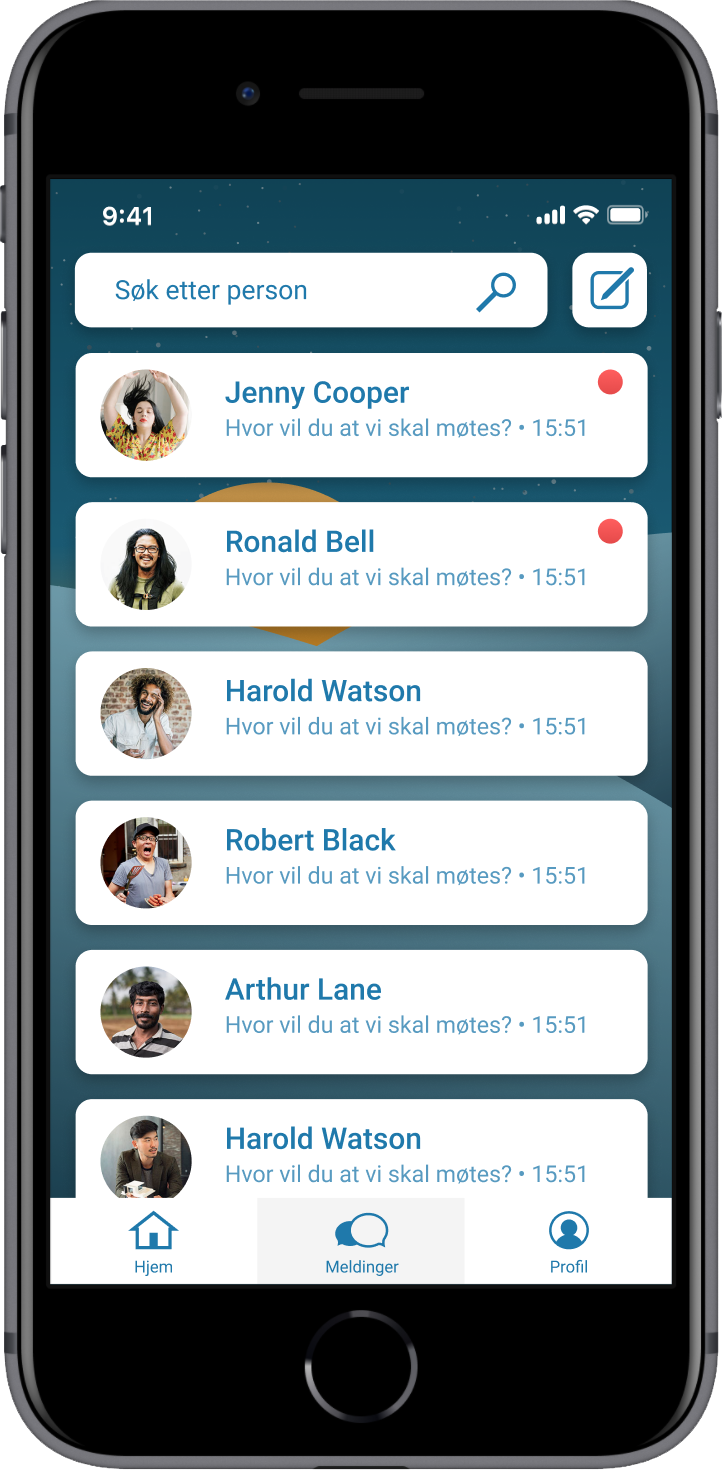 9:41
Søk etter person
Jenny Cooper
Hvor vil du at vi skal møtes? • 15:51
Ronald Bell
Hvor vil du at vi skal møtes? • 15:51
Harold Watson
Hvor vil du at vi skal møtes? • 15:51
Robert Black
Hvor vil du at vi skal møtes? • 15:51
Arthur Lane
Hvor vil du at vi skal møtes? • 15:51
Harold Watson
Hvor vil du at vi skal møtes? • 15:51
Hjem Meldinger Profil